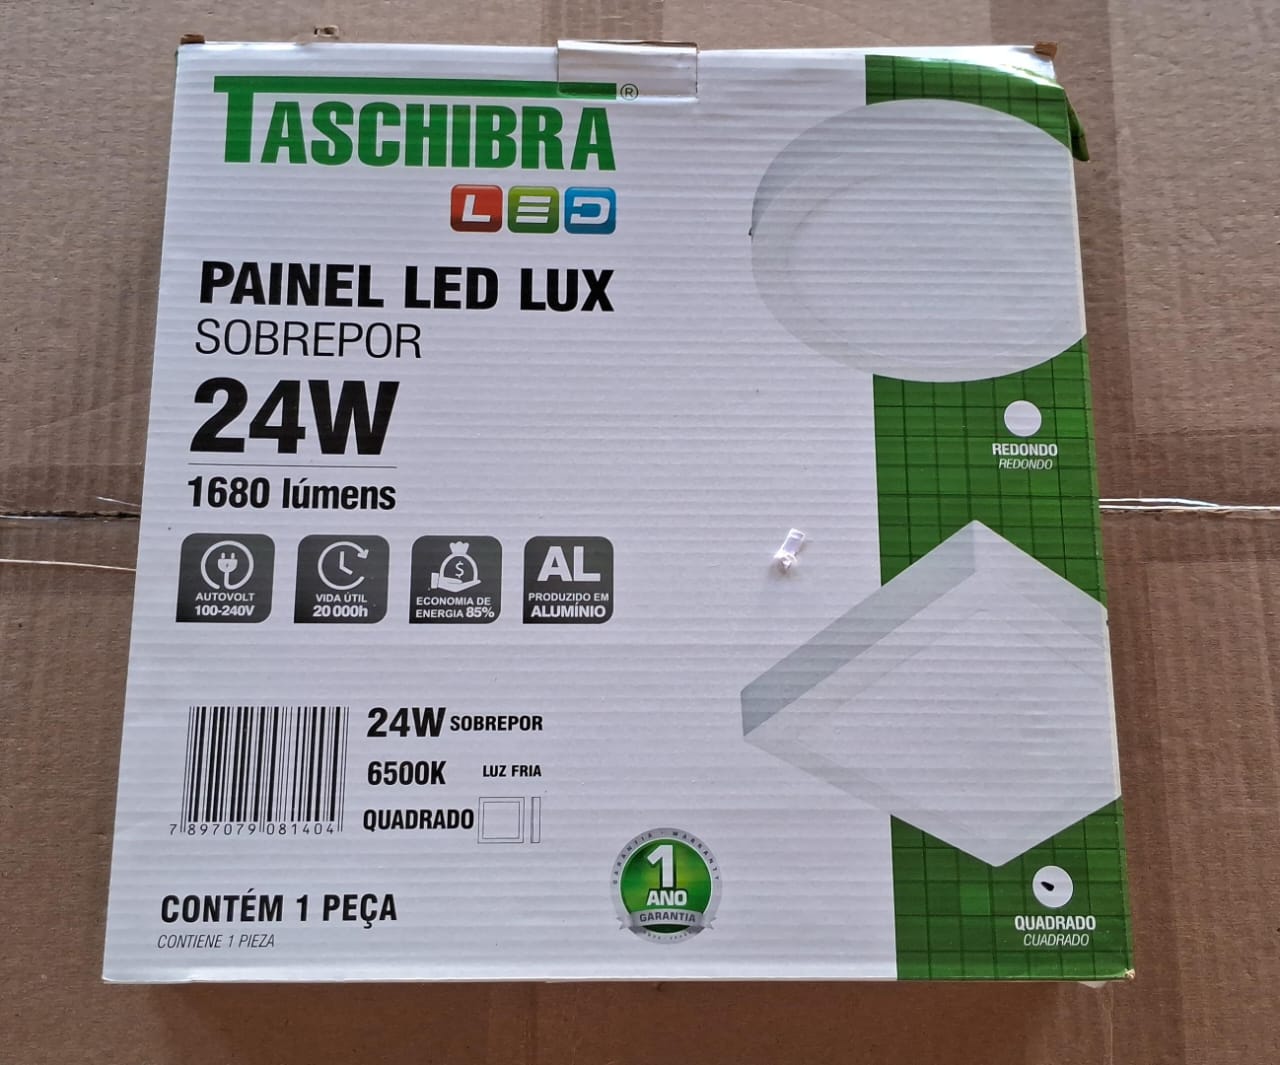 TASCHIBRA®
LED
PAINEL LED LUX
SOBREPOR
24W
1680 lúmens
AUTOVOLT
100-240V
VIDA ÚTIL
20 000h
ECONOMIA DE
ENERGIA 85%
AL
PRODUZIDO EM
ALUMÍNIO
REDONDO
REDONDO
24W SOBREPOR
6500K LUZ FRIA
QUADRADO
7 897079 081404
GARANTIA - WARRANTY
1
ANO
GARANTIA
CONTÉM 1 PEÇA
CONTIENE 1 PIEZA
QUADRADO
CUADRADO